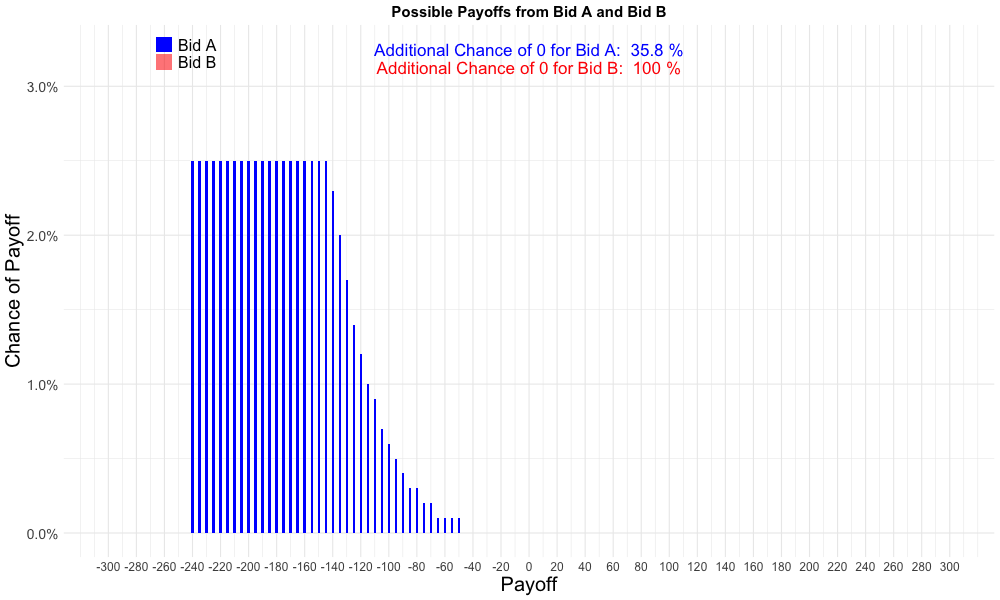 Possible Payoffs from Bid A and Bid B
Bid A
Bid B
Additional Chance of 0 for Bid A:  35.8 %
Additional Chance of 0 for Bid B:  100 %
Chance of Payoff
3.0%
2.0%
1.0%
0.0%
-300 -280 -260 -240 -220 -200 -180 -160 -140 -120 -100 -80 -60 -40 -20 0 20 40 60 80 100 120 140 160 180 200 220 240 260 280 300
Payoff